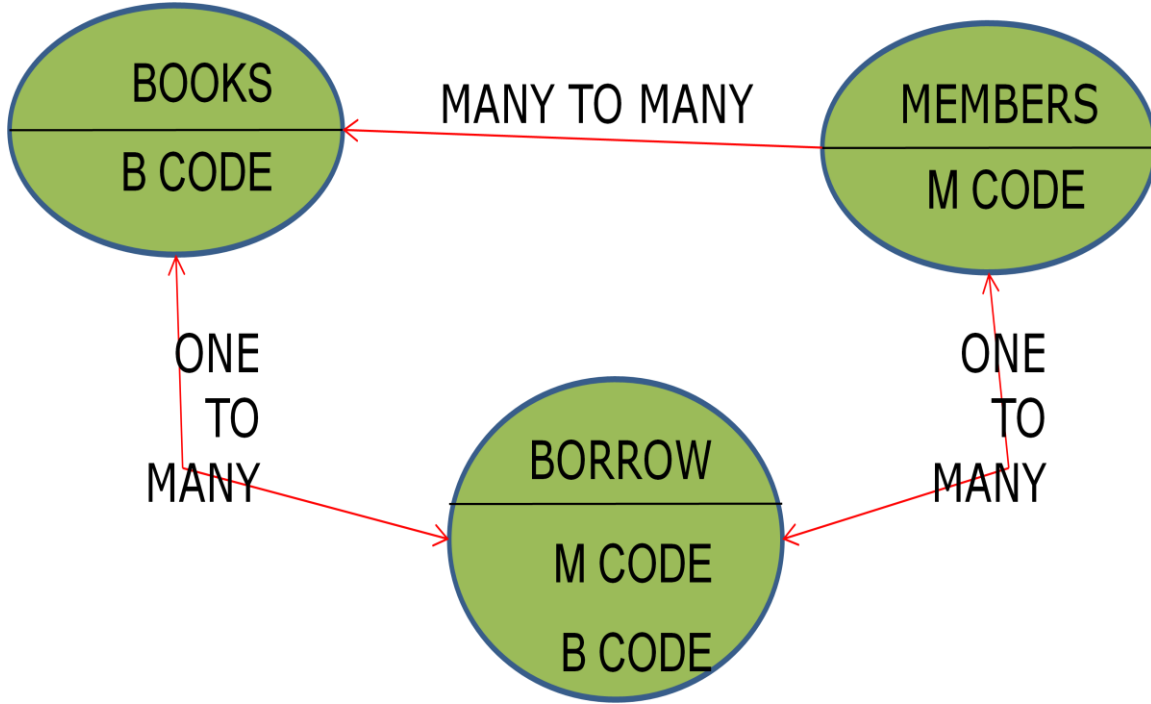 BOOKS
B CODE
MANY TO MANY
MEMBERS
M CODE
ONE
TO
MANY
ONE
TO
MANY
BORROW
M CODE
B CODE